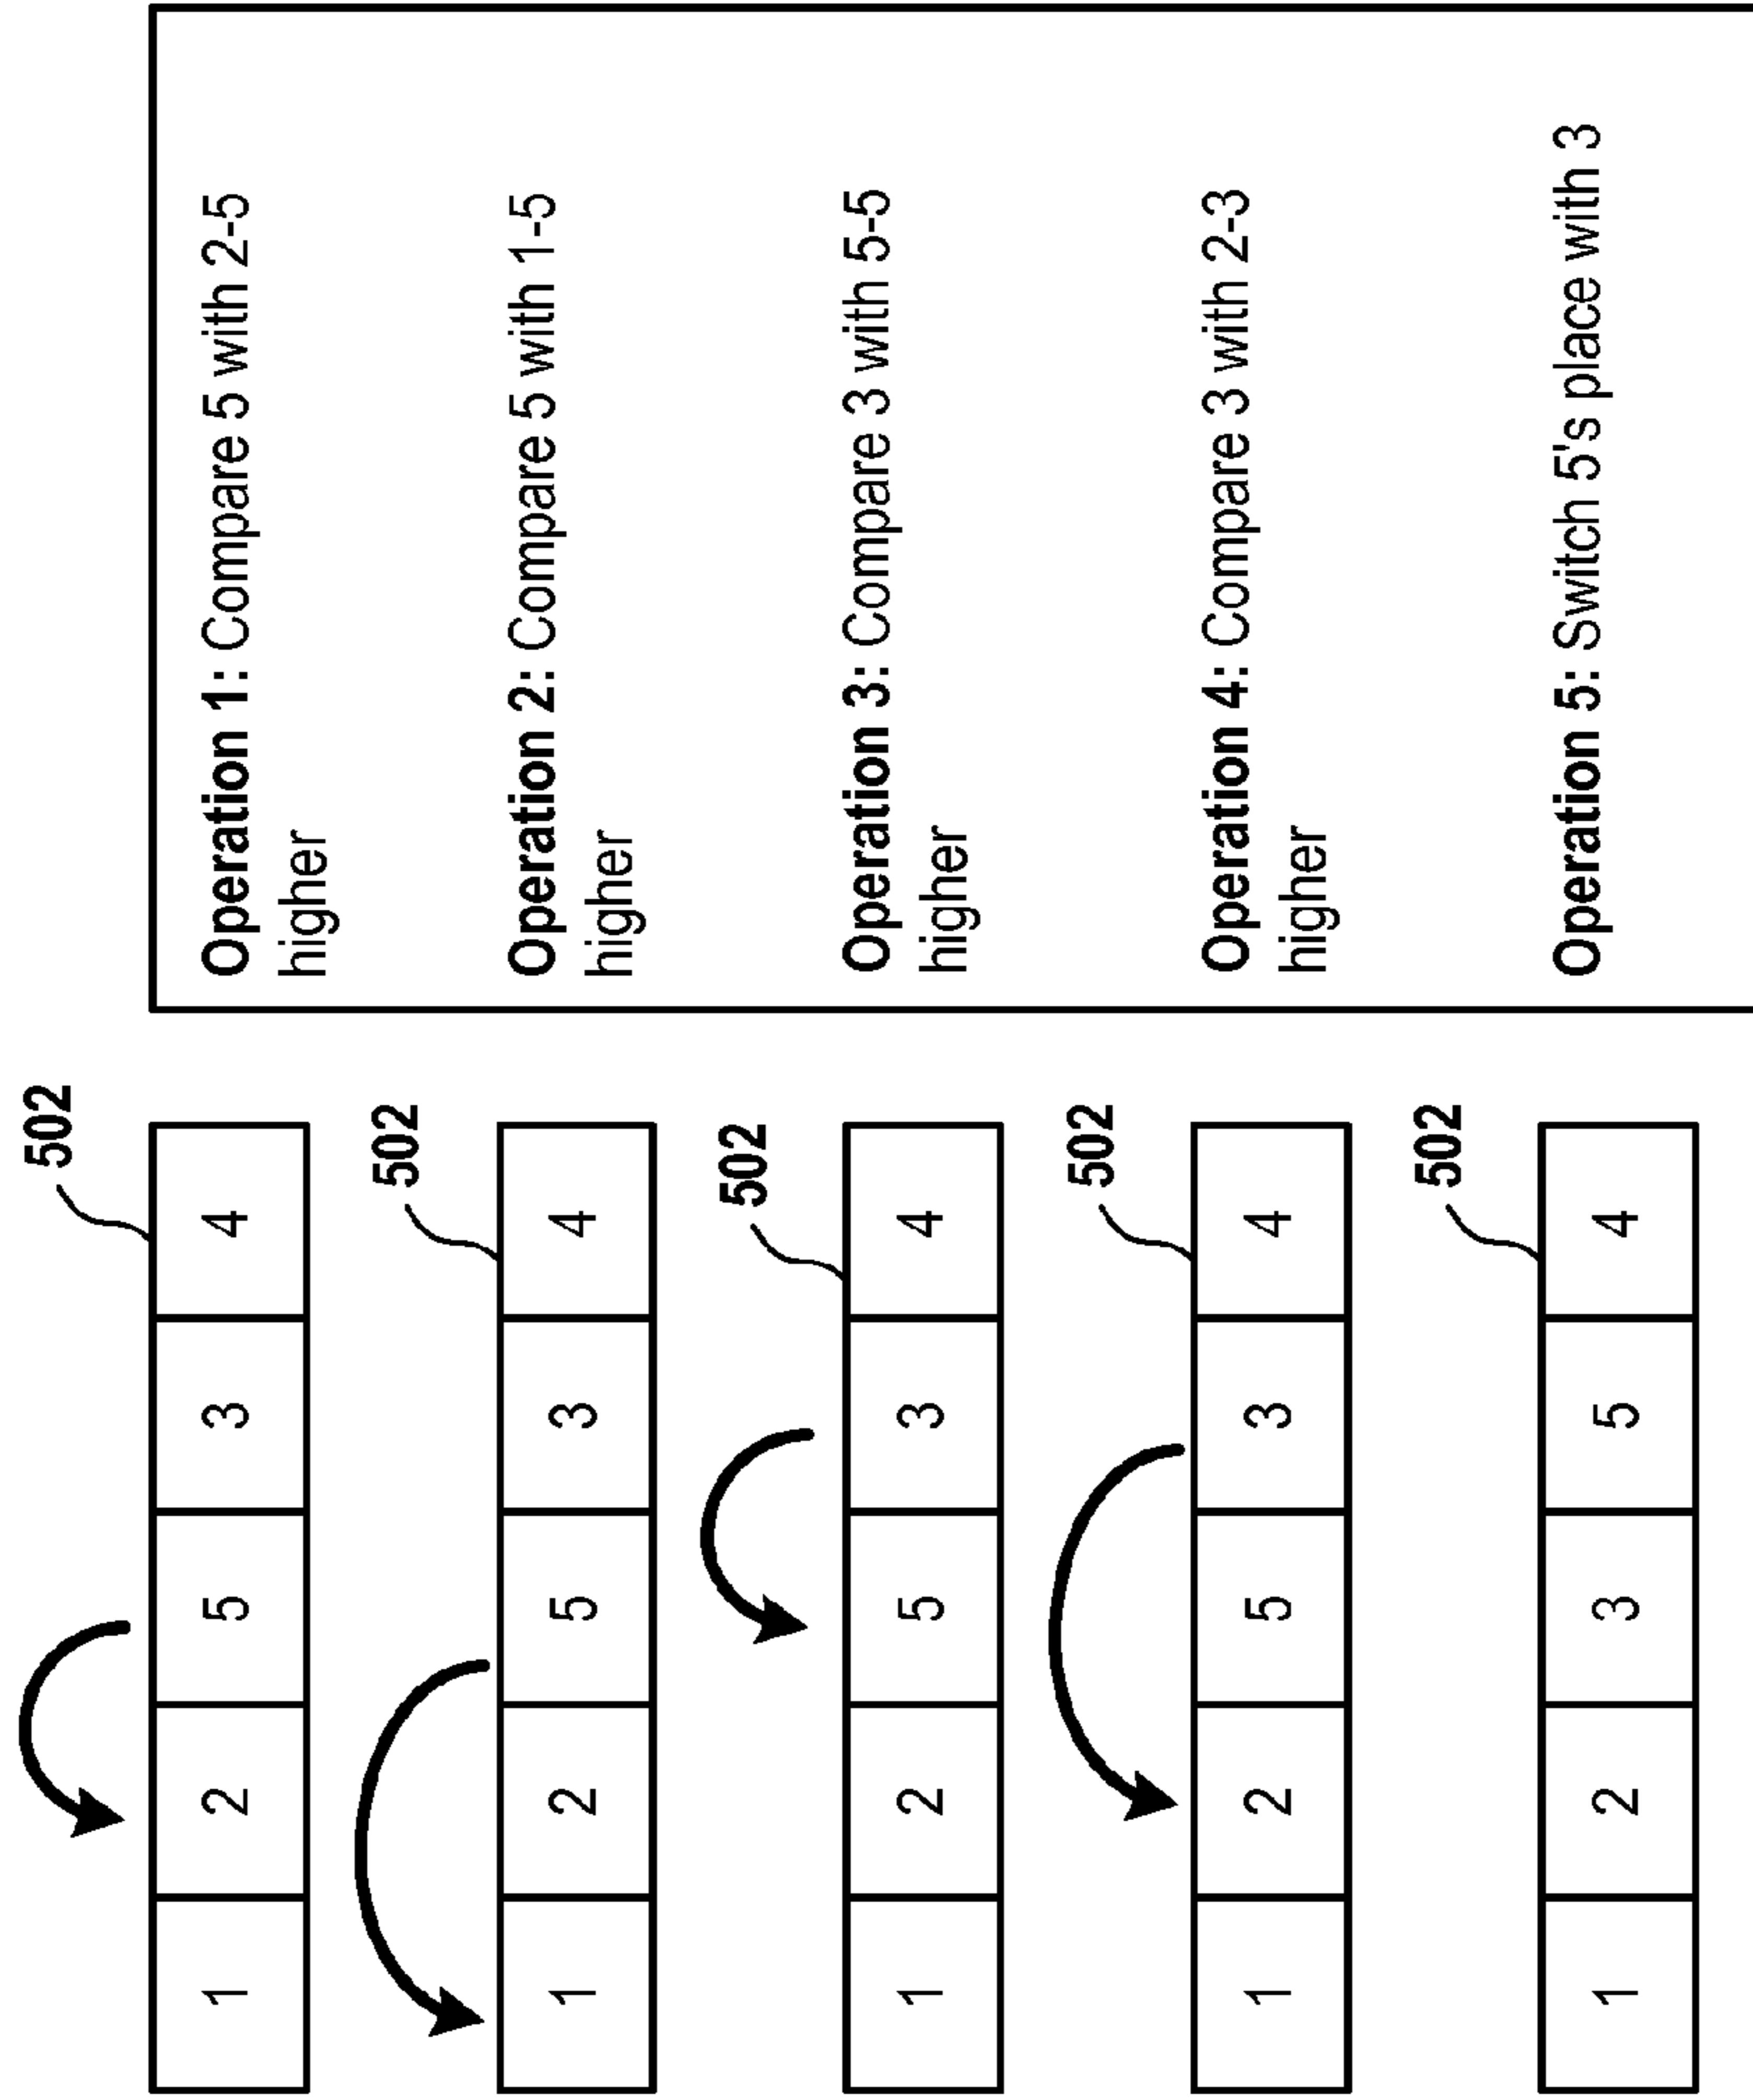 502
1 2 5 3 4
Operation 1: Compare 5 with 2-5
higher
502
1 2 5 3 4
Operation 2: Compare 5 with 1-5
higher
502
1 2 5 3 4
Operation 3: Compare 3 with 5-5
higher
502
1 2 5 3 4
Operation 4: Compare 3 with 2-3
higher
502
1 2 3 5 4
Operation 5: Switch 5's place with 3